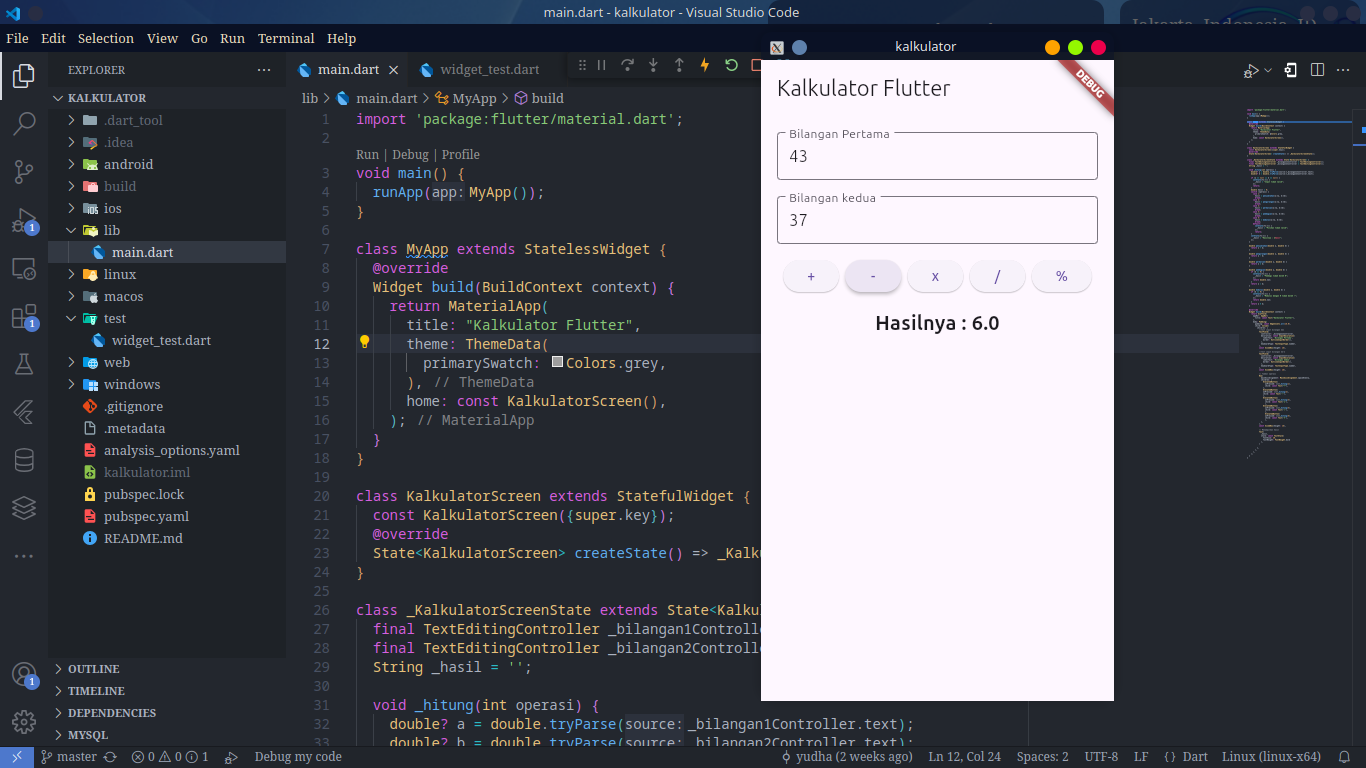 main.dart - kalkulator - Visual Studio Code
File Edit Selection View Go Run Terminal Help
EXPLORER
KALKULATOR
.dart_tool
.idea
android
build
ios
lib
main.dart
linux
macos
test
widget_test.dart
web
windows
.gitignore
.metadata
analysis_options.yaml
kalkulator.iml
pubspec.lock
pubspec.yaml
README.md
OUTLINE
TIMELINE
DEPENDENCIES
MYSQL
main.dart widget_test.dart
lib > main.dart > MyApp > build
1 import 'package:flutter/material.dart';
2
Run | Debug | Profile
3 void main() {
4 runApp(app: MyApp());
5 }
6
7 class MyApp extends StatelessWidget {
8 @override
9 Widget build(BuildContext context) {
10 return MaterialApp(
11 title: "Kalkulator Flutter",
12 theme: ThemeData(
13 primarySwatch: Colors.grey,
14 ), // ThemeData
15 home: const KalkulatorScreen(),
16 ); // MaterialApp
17 }
18 }
19
20 class KalkulatorScreen extends StatefulWidget {
21 const KalkulatorScreen({super.key});
22 @override
23 State<KalkulatorScreen> createState() => _Kalku
24 }
25
26 class _KalkulatorScreenState extends State<Kalku
27 final TextEditingController _bilangan1Controlle
28 final TextEditingController _bilangan2Controlle
29 String _hasil = '';
30
31 void _hitung(int operasi) {
32 double? a = double.tryParse(source: _bilangan1Controller.text);
33 double? b = double.tryParse(source: _bilangan2Controller.text);
kalkulator
DEBUG
Kalkulator Flutter
Bilangan Pertama
43
Bilangan kedua
37
+ - x / %
Hasilnya : 6.0
1
1
1
master 0 0 1 Debug my code yudha (2 weeks ago) Ln 12, Col 24 Spaces: 2 UTF-8 LF {} Dart Linux (linux-x64)